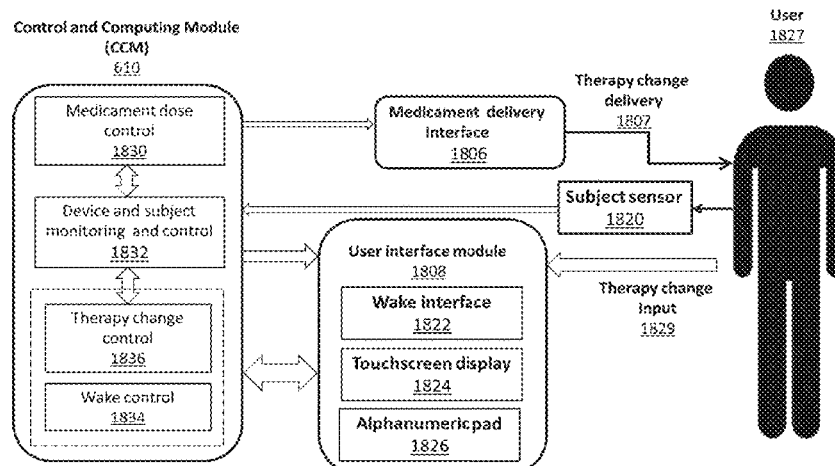 Control and Computing Module
(CCM)
610
Medicament dose
control
1830
Device and subject
monitoring and control
1832
Therapy change
control
1836
Wake control
1834
Medicament delivery
Interface
1806
Therapy change
delivery
1807
Subject sensor
1820
User interface module
1808
Wake interface
1822
Touchscreen display
1824
Alphanumeric pad
1826
Therapy change
Input
1829
User
1827